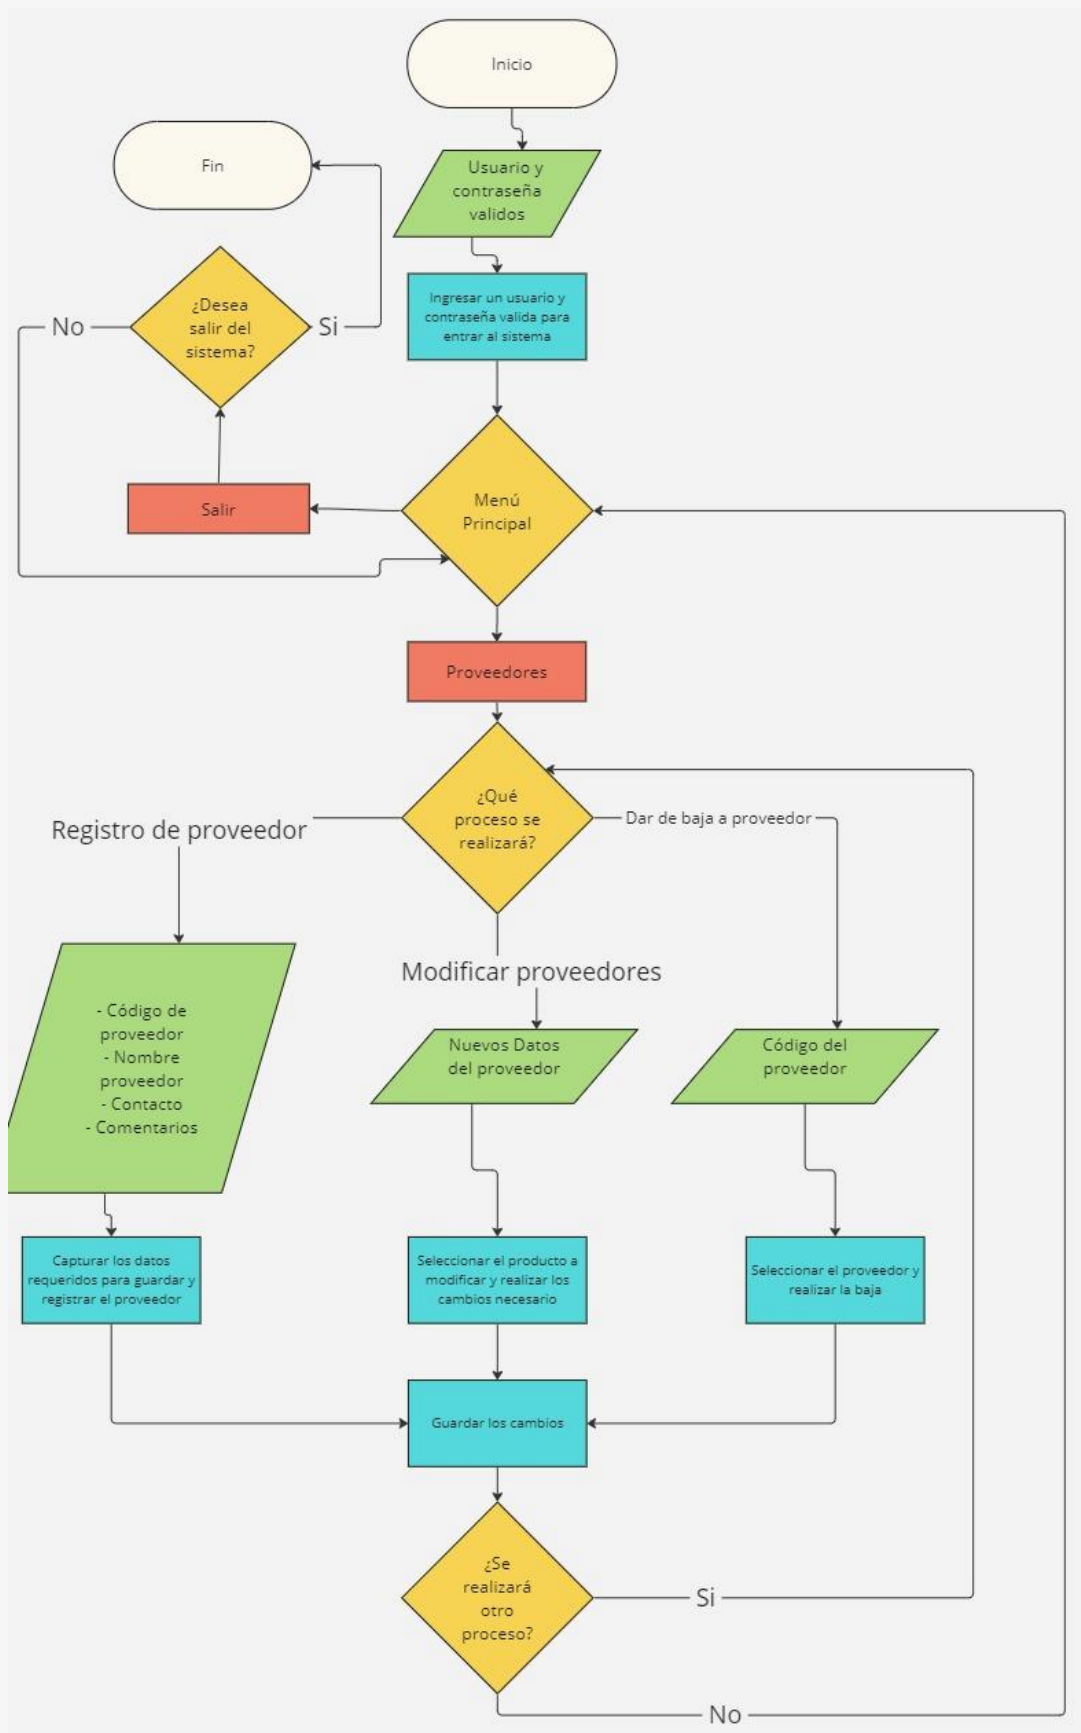 Inicio
Fin
Usuario y
contraseña
validos
Ingresar un usuario y
contraseña valida para
entrar al sistema
¿Desea
salir del
sistema?
No
Si
Salir
Menú
Principal
Proveedores
¿Qué
proceso se
realizará?
Registro de proveedor
Dar de baja a proveedor
Modificar proveedores
- Código de
proveedor
- Nombre
proveedor
- Contacto
- Comentarios
Nuevos Datos
del proveedor
Código del
proveedor
Capturar los datos
requeridos para guardar y
registrar el proveedor
Seleccionar el producto a
modificar y realizar los
cambios necesario
Seleccionar el proveedor y
realizar la baja
Guardar los cambios
¿Se
realizará
otro
proceso?
Si
No